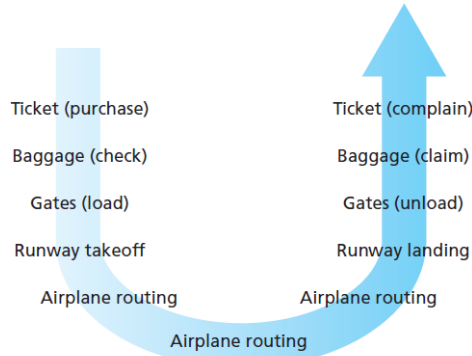 Ticket (purchase)
Ticket (complain)
Baggage (check)
Baggage (claim)
Gates (load)
Gates (unload)
Runway takeoff
Runway landing
Airplane routing
Airplane routing
Airplane routing